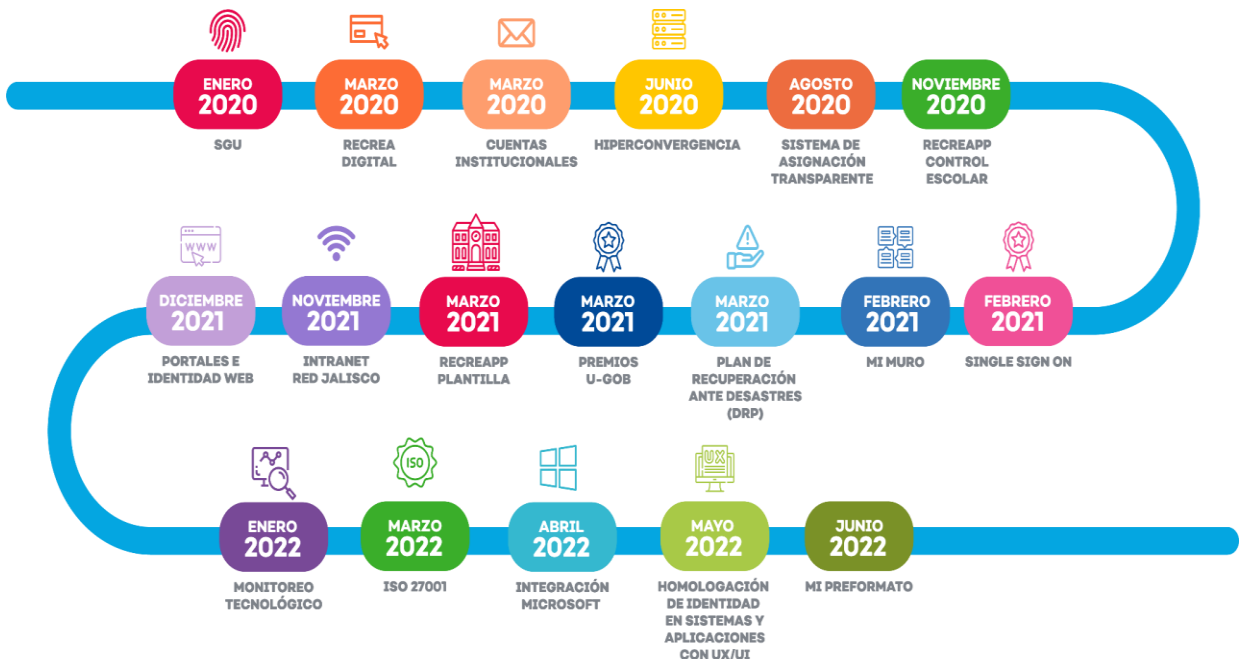 ENERO
2020
SGU
MARZO
2020
RECREA
DIGITAL
MARZO
2020
CUENTAS
INSTITUCIONALES
JUNIO
2020
HIPERCONVERGENCIA
AGOSTO
2020
SISTEMA DE
ASIGNACIÓN
TRANSPARENTE
NOVIEMBRE
2020
RECREAPP
CONTROL
ESCOLAR
WWW
DICIEMBRE
2021
PORTALES E
IDENTIDAD WEB
NOVIEMBRE
2021
INTRANET
RED JALISCO
MARZO
2021
RECREAPP
PLANTILLA
MARZO
2021
PREMIOS
U-GOB
MARZO
2021
PLAN DE
RECUPERACIÓN
ANTE DESASTRES
(DRP)
FEBRERO
2021
MI MURO
FEBRERO
2021
SINGLE SIGN ON
ENERO
2022
MONITOREO
TECNOLÓGICO
ISO
MARZO
2022
ISO 27001
ABRIL
2022
INTEGRACIÓN
MICROSOFT
UX
MAYO
2022
HOMOLOGACIÓN
DE IDENTIDAD
EN SISTEMAS Y
APLICACIONES
CON UX/UI
JUNIO
2022
MI PREFORMATO